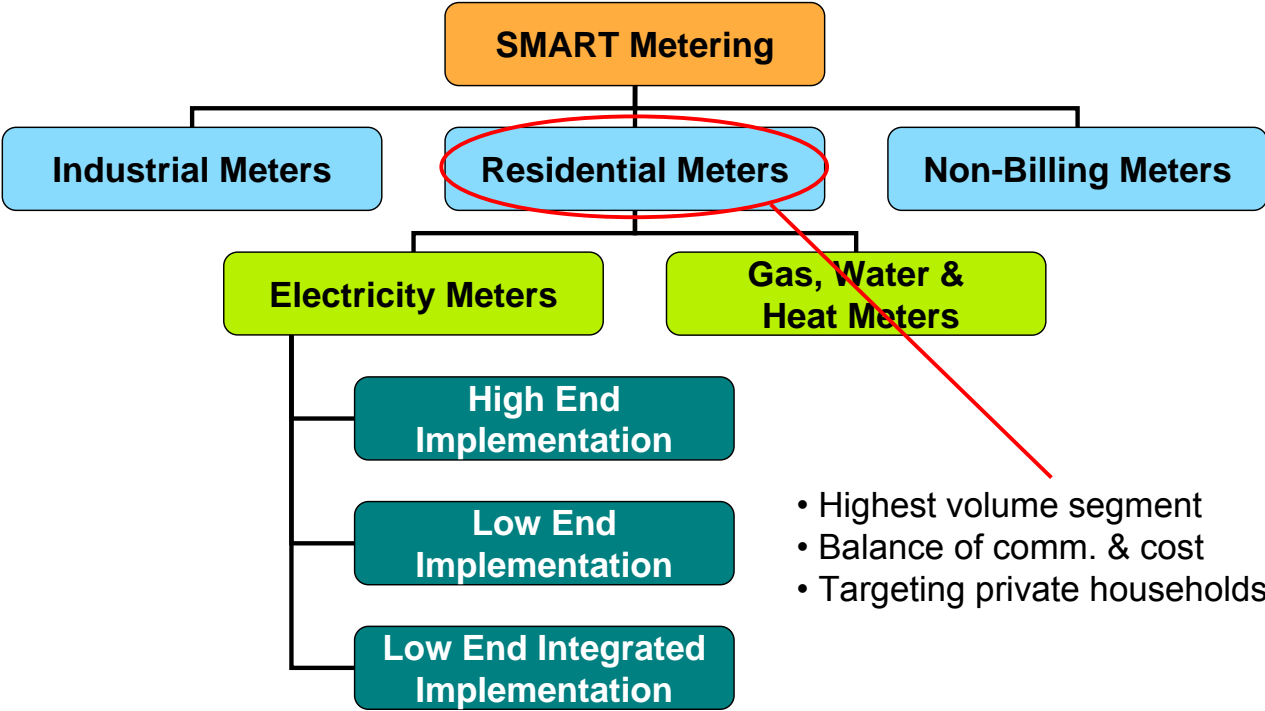 SMART Metering
Industrial Meters
Residential Meters
Non-Billing Meters
Electricity Meters
Gas, Water &
Heat Meters
High End
Implementation
Low End
Implementation
Low End Integrated
Implementation
• Highest volume segment
• Balance of comm. & cost
• Targeting private households